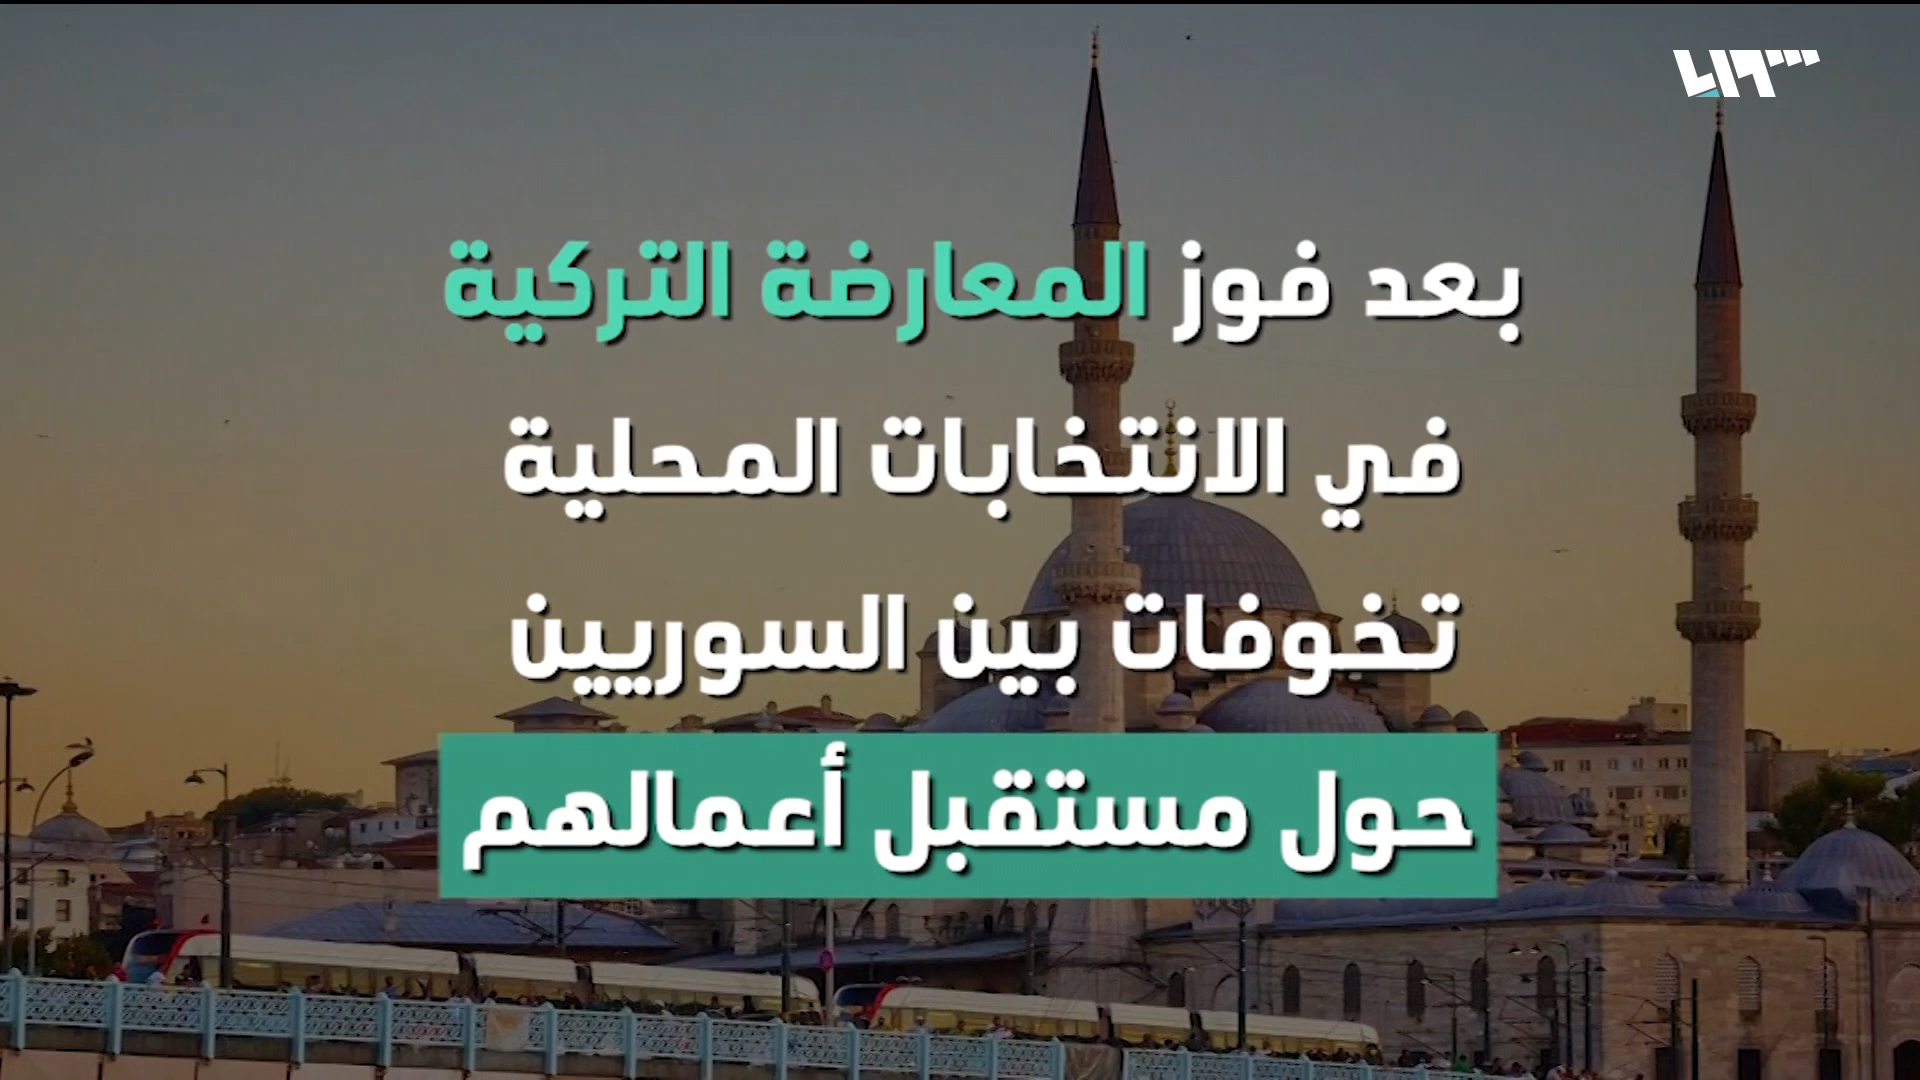 بعد فوز المعارضة التركية
في الانتخابات المحلية
تخوفات بين السوريين
حول مستقبل أعمالهم